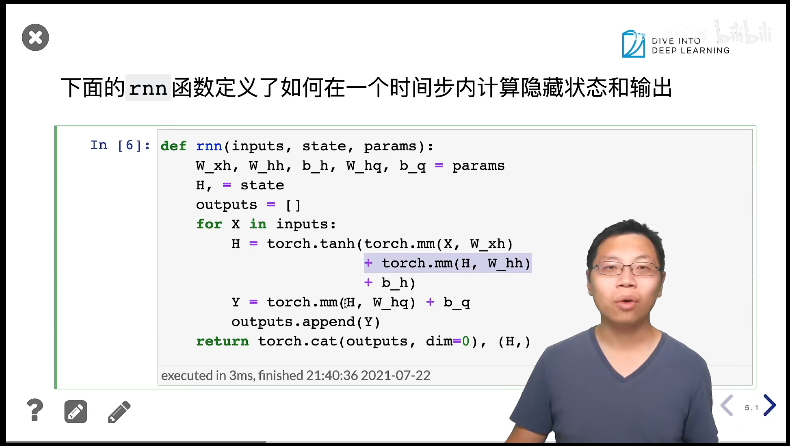 bilibili
DIVE INTO
DEEP LEARNING
下面的rnn函数定义了如何在一个时间步内计算隐藏状态和输出
In [6]: def rnn(inputs, state, params):
W_xh, W_hh, b_h, W_hq, b_q = params
H, = state
outputs = []
for X in inputs:
H = torch.tanh(torch.mm(X, W_xh)
+ torch.mm(H, W_hh)
+ b_h)
Y = torch.mm(H, W_hq) + b_q
outputs.append(Y)
return torch.cat(outputs, dim=0), (H,)
executed in 3ms, finished 21:40:36 2021-07-22
?
5.1